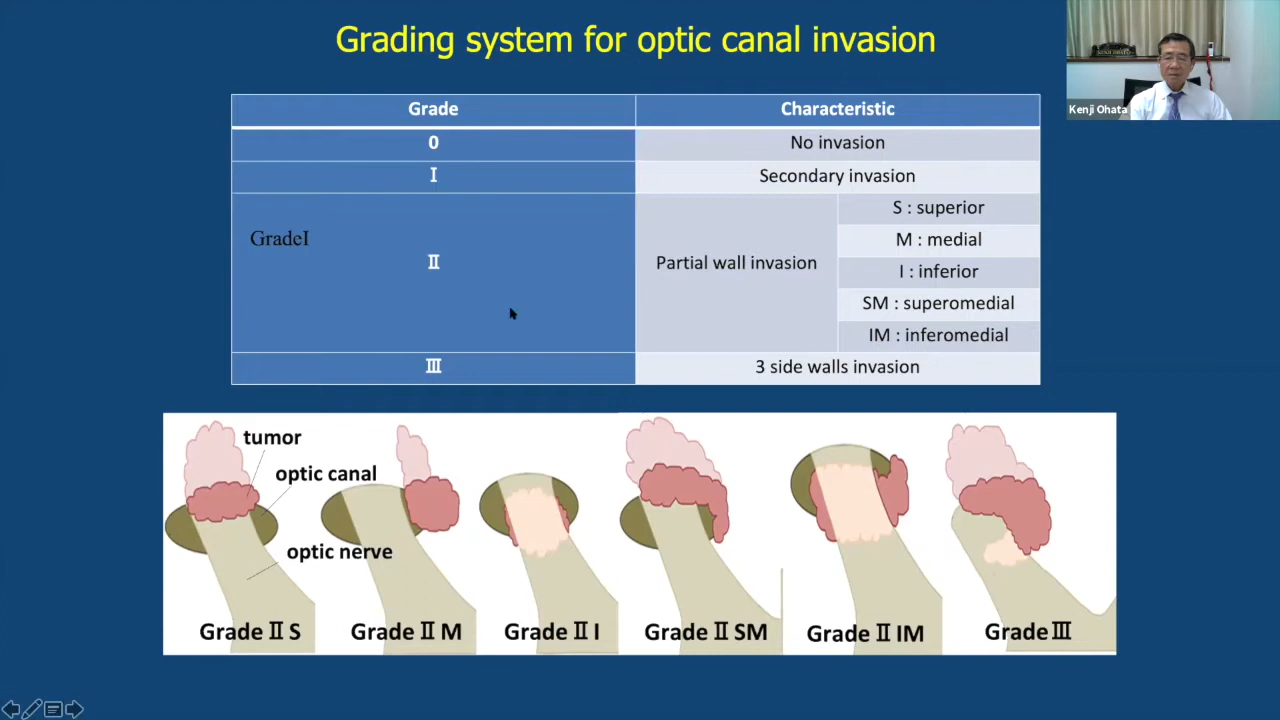 Grading system for optic canal invasion
Kenji Ohata
Grade Characteristic
0 No invasion
I Secondary invasion
GradeI
II Partial wall invasion
S : superior
M : medial
I : inferior
SM : superomedial
IM : inferomedial
III 3 side walls invasion
tumor
optic canal
optic nerve
Grade II S
Grade II M
Grade II I
Grade II SM
Grade II IM
GradeIII